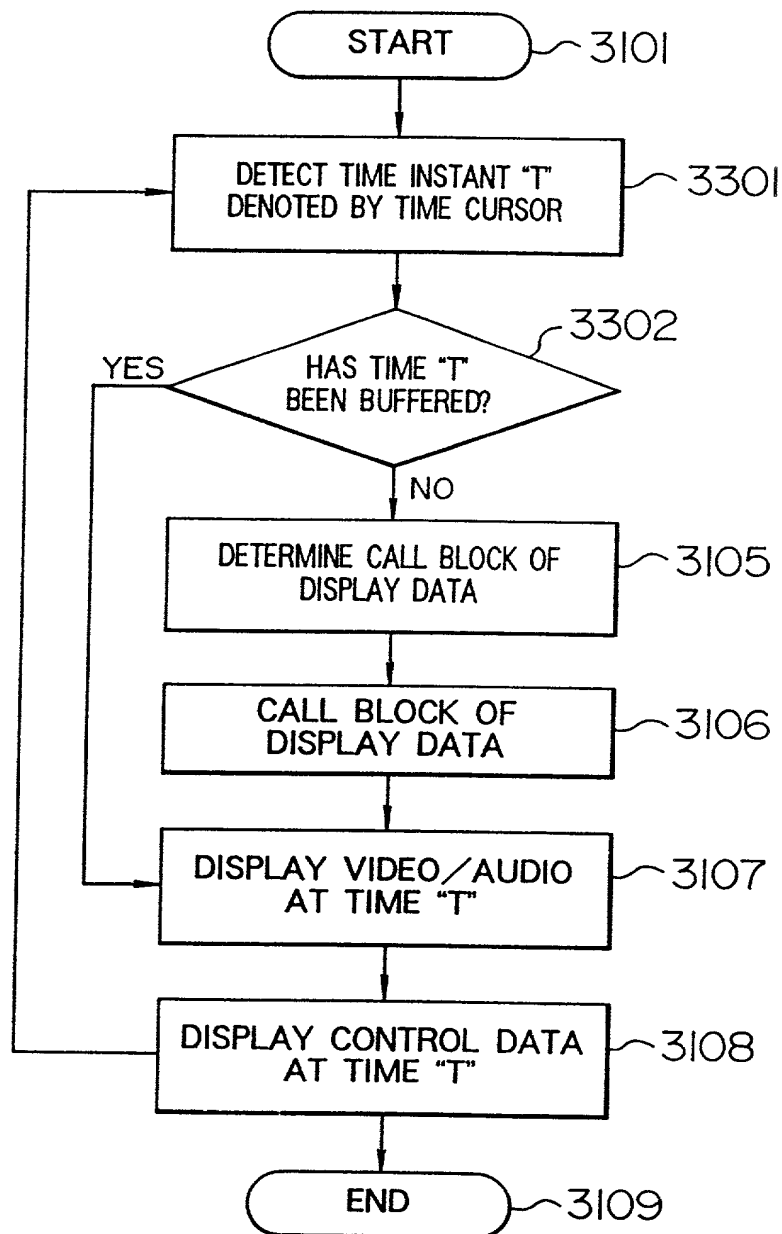 START
3101
DETECT TIME INSTANT "T"
DENOTED BY TIME CURSOR
3301
3302
YES
HAS TIME "T"
BEEN BUFFERED?
NO
DETERMINE CALL BLOCK OF
DISPLAY DATA
3105
CALL BLOCK OF
DISPLAY DATA
3106
DISPLAY VIDEO/AUDIO
AT TIME "T"
3107
DISPLAY CONTROL DATA
AT TIME "T"
3108
END
3109